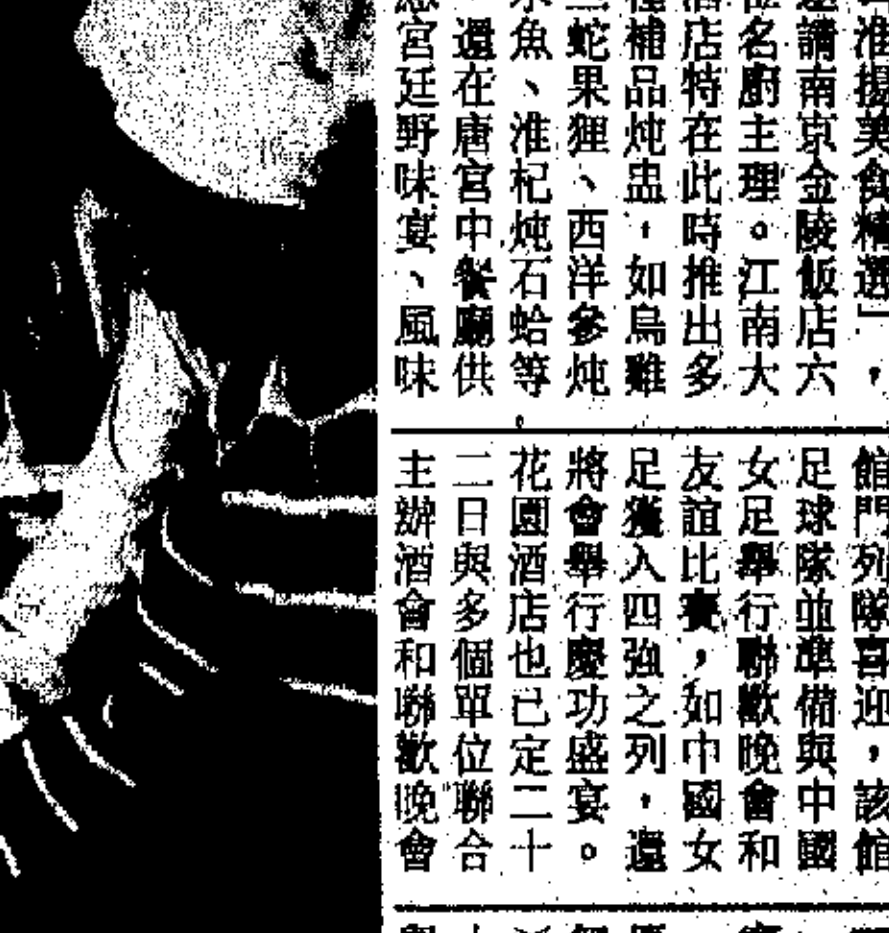 淮揚美食精選」，
請南京金陵飯店六
名廚主理。江南大
店特在此時推出多
補品炖盅，如烏雞
蛇果狸、西洋參炖
魚、淮杞炖石蛤等，
還在唐宮中餐廳供
宮廷野味宴、風味
館門列隊喜迎，該館
足球隊並準備與中國
女足舉行聯歡晚會和
友誼比賽，如中國女
足獲入四強之列，還
將會舉行慶功盛宴。
花園酒店也已定二十
二日與多個單位聯合
主辦酒會和聯歡晚會